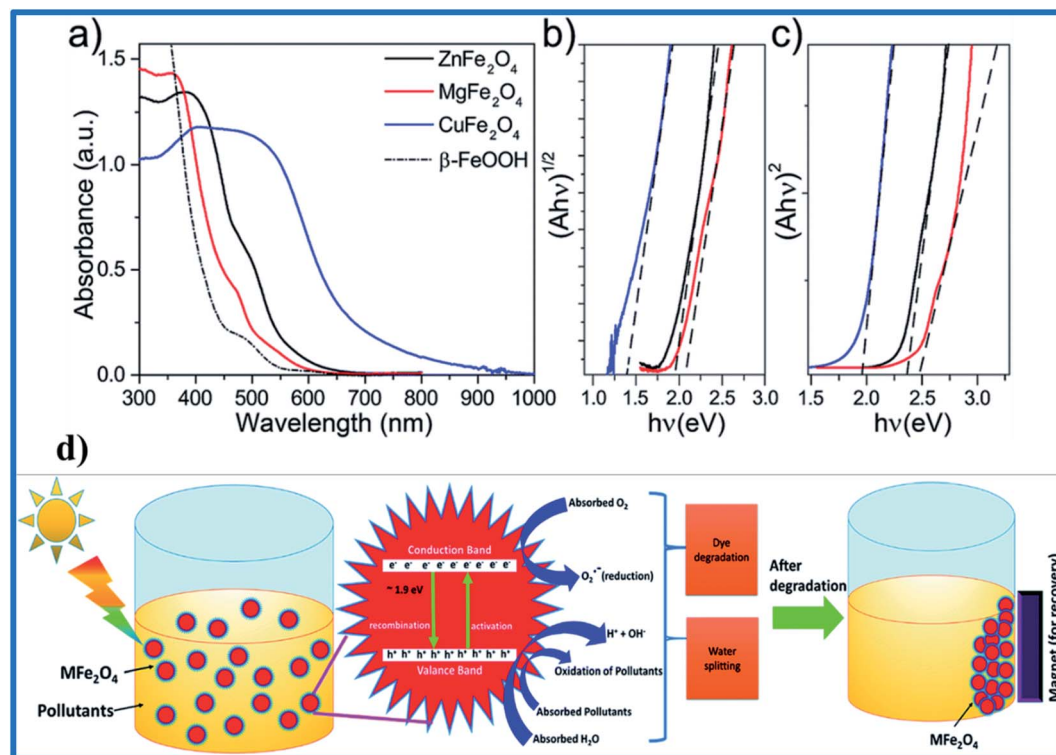 a)
1.5
1.0
0.5
0.0
Absorbance (a.u.)
300 400 500 600 700 800 900 1000
Wavelength (nm)
ZnFe2O4
MgFe2O4
CuFe2O4
β-FeOOH
b)
(Ahν)1/2
1.0 1.5 2.0 2.5 3.0
hν(eV)
c)
(Ahν)2
1.5 2.0 2.5 3.0
hν(eV)
d)
MFe2O4
Pollutants
Conduction Band
e- e- e- e- e- e- e- e- e-
~ 1.9 eV
recombination
activation
h+ h+ h+ h+ h+ h+ h+ h+ h+
Valance Band
Absorbed O2
O2•− (reduction)
H+ + OH-
Oxidation of Pollutants
Absorbed Pollutants
Absorbed H2O
Dye
degradation
Water
splitting
After
degradation
Magnet (for recovery)
MFe2O4